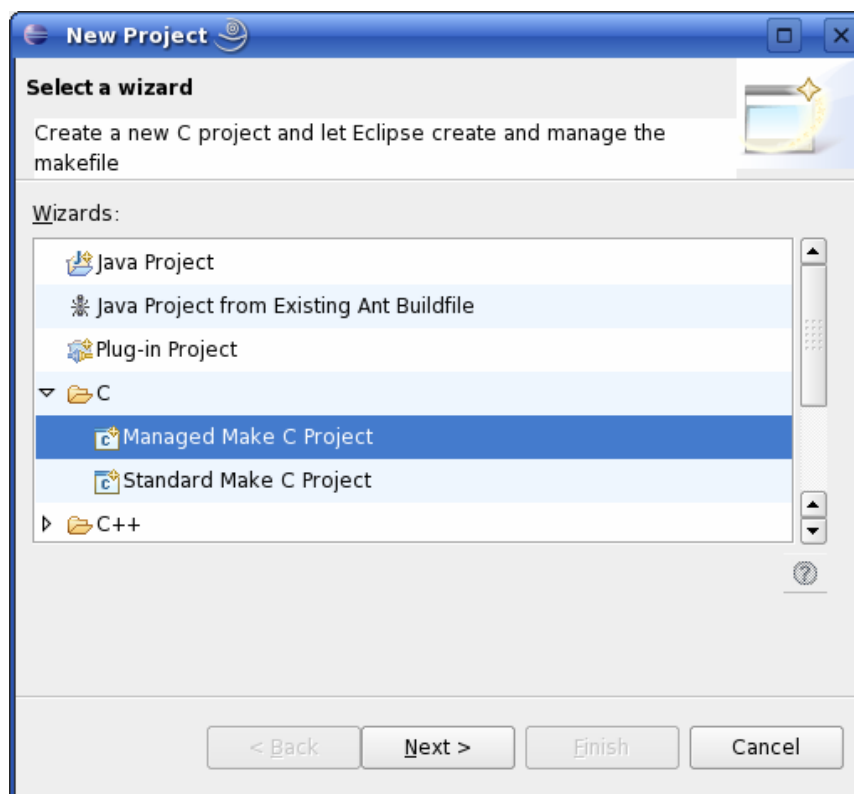 New Project
Select a wizard
Create a new C project and let Eclipse create and manage the
makefile
Wizards:
Java Project
Java Project from Existing Ant Buildfile
Plug-in Project
C
Managed Make C Project
Standard Make C Project
C++
< Back Next > Finish Cancel